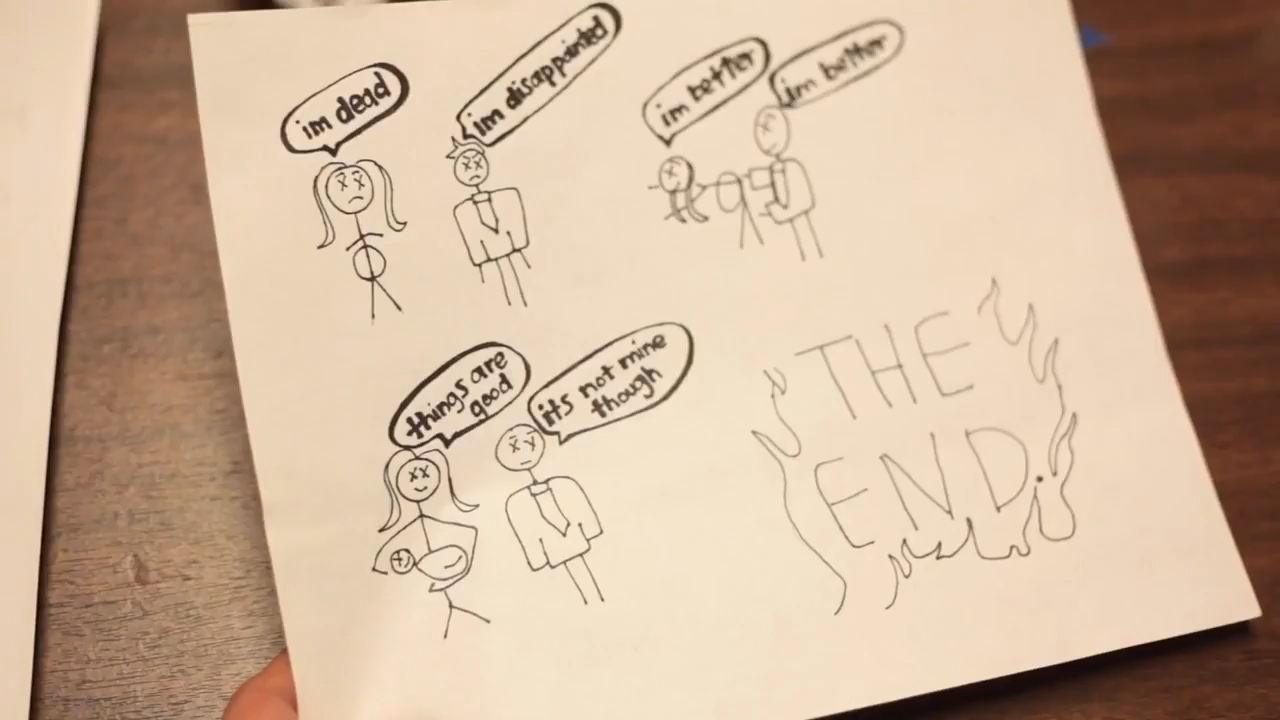 im dead
im disappointed
im better
im better
things are
good
its not mine
though
THE
END.